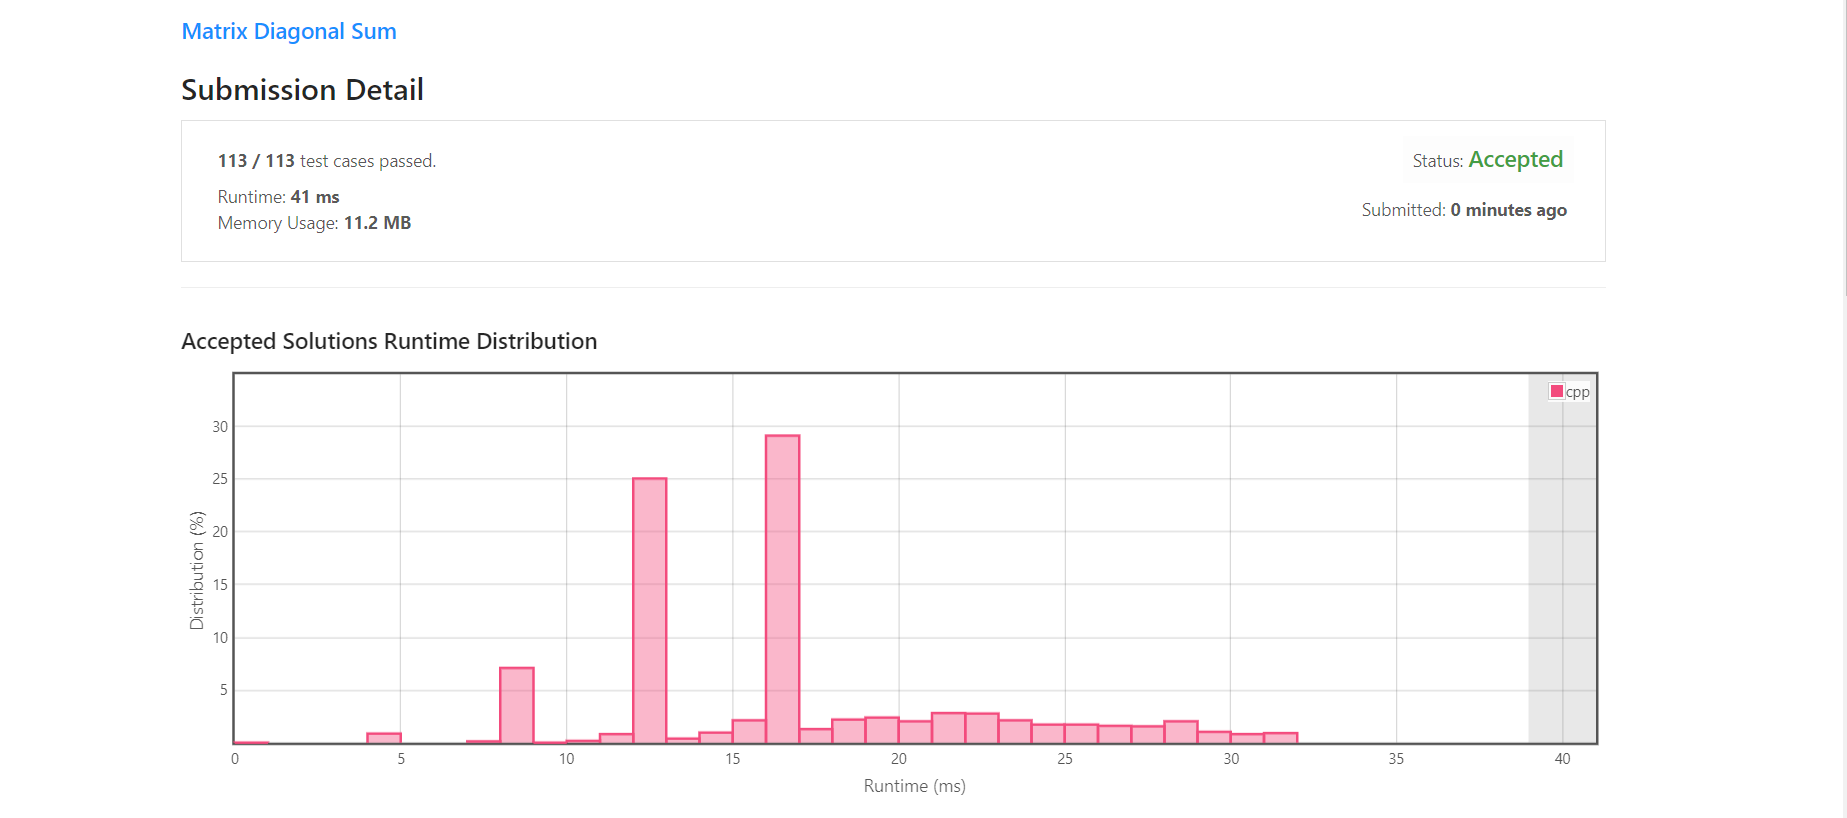 Matrix Diagonal Sum
Submission Detail
113 / 113 test cases passed.
Status: Accepted
Runtime: 41 ms
Submitted: 0 minutes ago
Memory Usage: 11.2 MB
Accepted Solutions Runtime Distribution
cpp
30
25
20
15
10
5
Distribution (%)
0 5 10 15 20 25 30 35 40
Runtime (ms)